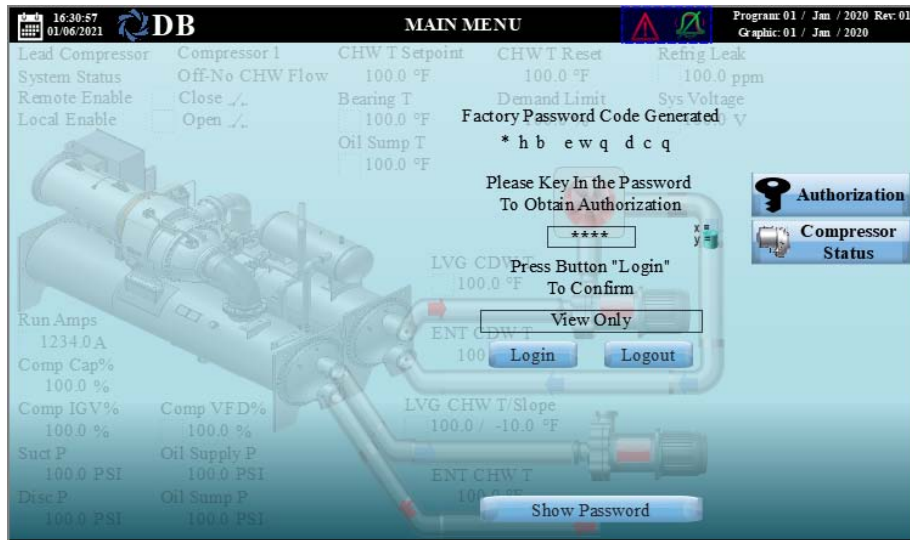 16:30:57
01/06/2021
DB
MAIN MENU
Program: 01 / Jan / 2020 Rev: 01
Graphic: 01 / Jan / 2020
Lead Compressor Compressor 1 CHW T Setpoint CHW T Reset Refrig Leak
System Status Off-No CHW Flow 100.0 °F 100.0 °F 100.0 ppm
Remote Enable Close Bearing T Demand Limit Sys Voltage
Local Enable Open 100.0 °F V
Oil Sump T
100.0 °F
Factory Password Code Generated
* h b e w q d c q
Please Key In the Password
To Obtain Authorization
****
x =
y =
Authorization
Compressor
Status
LVG CDW T
100.0 °F
Press Button "Login"
To Confirm
View Only
ENT CDW T
100
Login Logout
Run Amps
1234.0 A
Comp Cap%
100.0 %
Comp IGV% Comp VFD% LVG CHW T/Slope
100.0 % 100.0 % 100.0 / -10.0 °F
Suct P Oil Supply P
100.0 PSI 100.0 PSI ENT CHW T
Disc P Oil Sump P 100.0 °F
100.0 PSI 100.0 PSI
Show Password